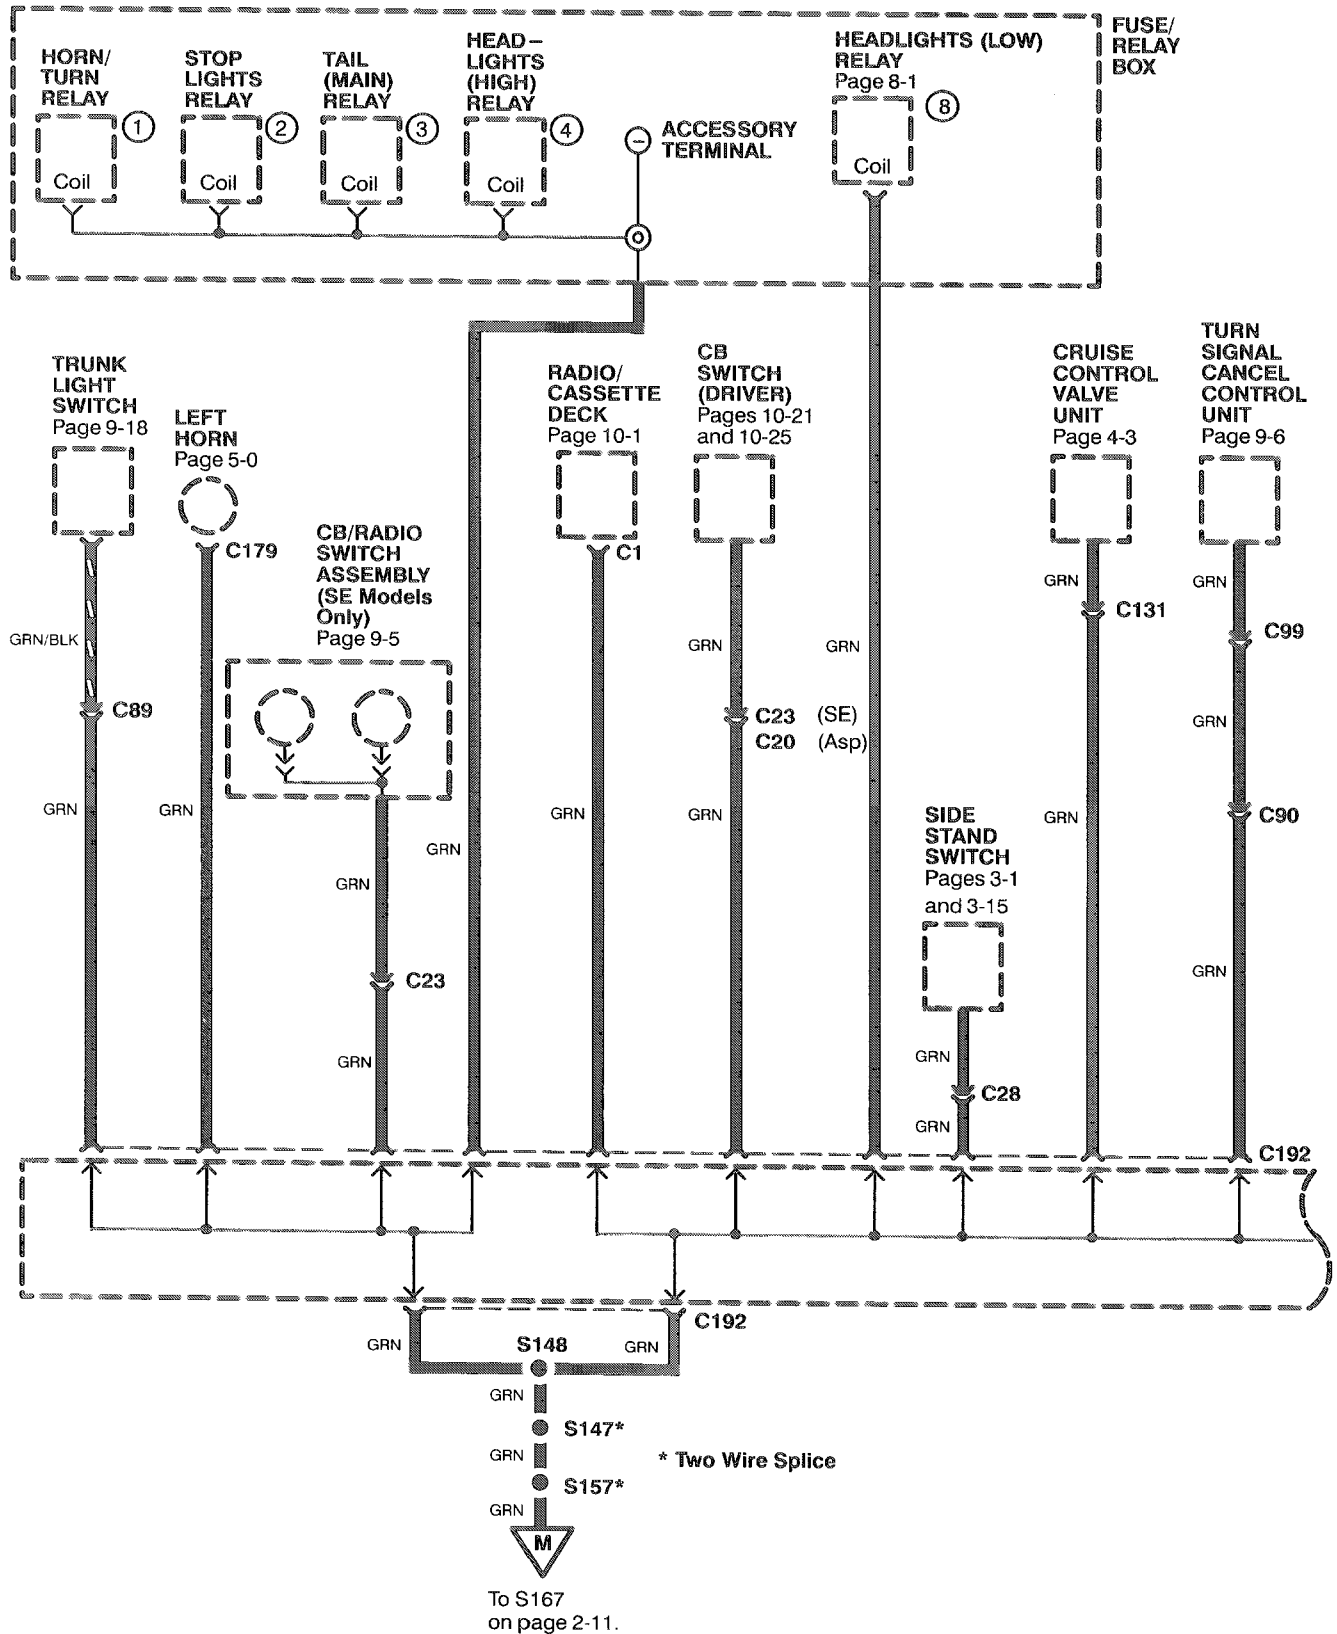 FUSE/
RELAY
BOX
HORN/
TURN
RELAY
1
Coil
STOP
LIGHTS
RELAY
2
Coil
TAIL
(MAIN)
RELAY
3
Coil
HEAD-
LIGHTS
(HIGH)
RELAY
4
Coil
ACCESSORY
TERMINAL
HEADLIGHTS (LOW)
RELAY
Page 8-1
8
Coil
TRUNK
LIGHT
SWITCH
Page 9-18
GRN/BLK
C89
GRN
LEFT
HORN
Page 5-0
C179
GRN
CB/RADIO
SWITCH
ASSEMBLY
(SE Models
Only)
Page 9-5
GRN
C23
GRN
GRN
RADIO/
CASSETTE
DECK
Page 10-1
C1
GRN
CB
SWITCH
(DRIVER)
Pages 10-21
and 10-25
GRN
C23 (SE)
C20 (Asp)
GRN
GRN
SIDE
STAND
SWITCH
Pages 3-1
and 3-15
GRN
C28
GRN
CRUISE
CONTROL
VALVE
UNIT
Page 4-3
GRN
C131
GRN
TURN
SIGNAL
CANCEL
CONTROL
UNIT
Page 9-6
GRN
C99
GRN
C90
GRN
C192
C192
GRN
S148
GRN
GRN
S147*
GRN
* Two Wire Splice
S157*
GRN
M
To S167
on page 2-11.